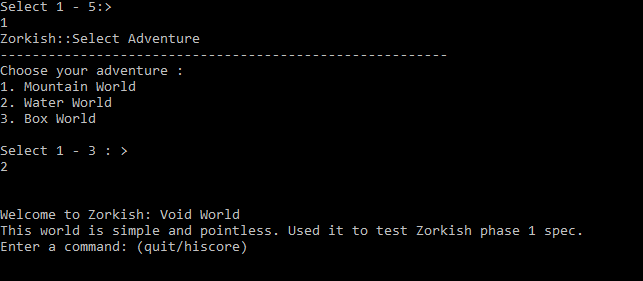 Select 1 - 5:>
1
Zorkish::Select Adventure
--------------------------------------------------------
Choose your adventure :
1. Mountain World
2. Water World
3. Box World
Select 1 - 3 : >
2
Welcome to Zorkish: Void World
This world is simple and pointless. Used it to test Zorkish phase 1 spec.
Enter a command: (quit/hiscore)